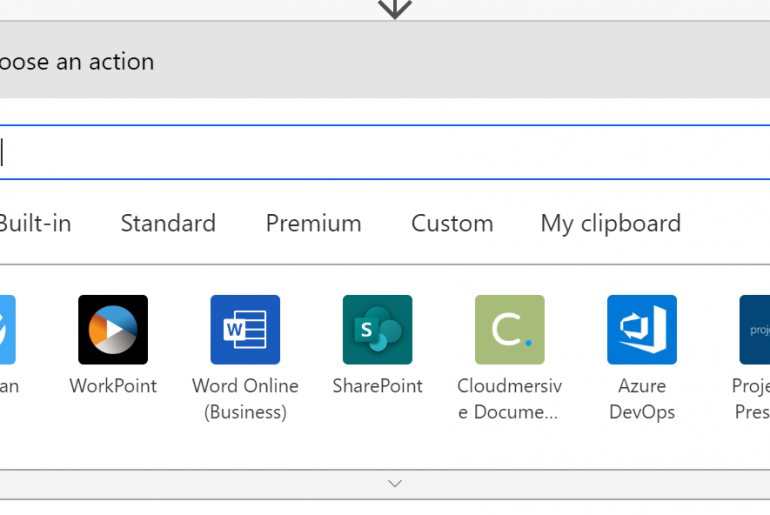 oose an action
Built-in Standard Premium Custom My clipboard
W S C. proje
an WorkPoint Word Online SharePoint Cloudmersiv Azure Proje
(Business) e Docume... DevOps Pres